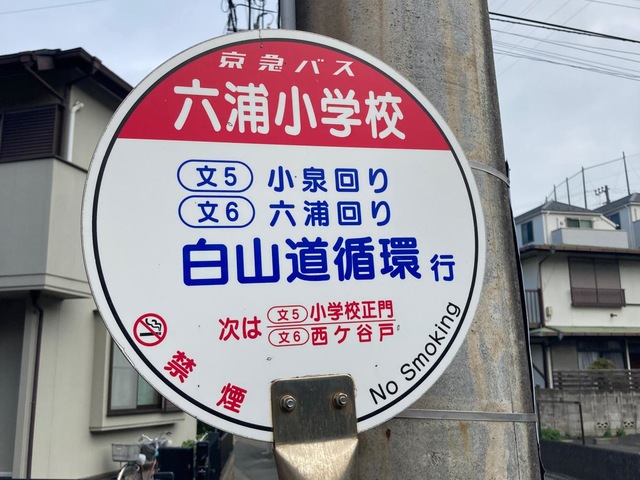 京急バス
六浦小学校
文5 小泉回り
文6 六浦回り
白山道循環 行
次は 文5 小学校正門
文6 西ケ谷戸
禁煙
No Smoking